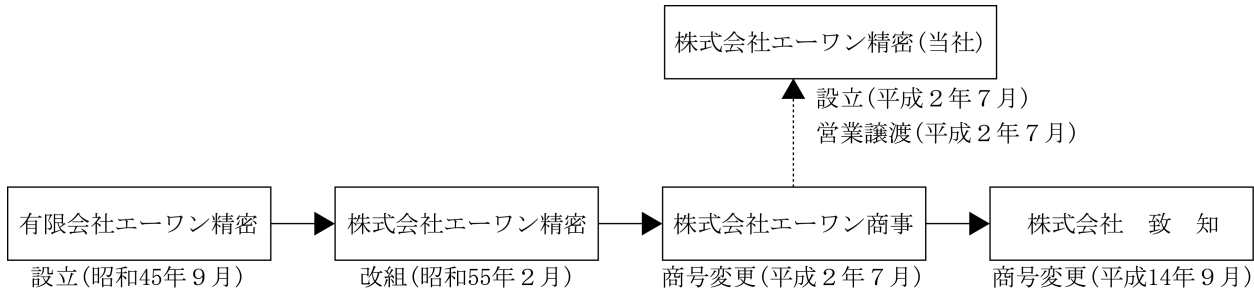 株式会社エーワン精密(当社)
設立(平成２年７月)
営業譲渡(平成２年７月)
有限会社エーワン精密
株式会社エーワン精密
株式会社エーワン商事
株式会社　致　知
設立(昭和45年９月)
改組(昭和55年２月)
商号変更(平成２年７月)
商号変更(平成14年９月)